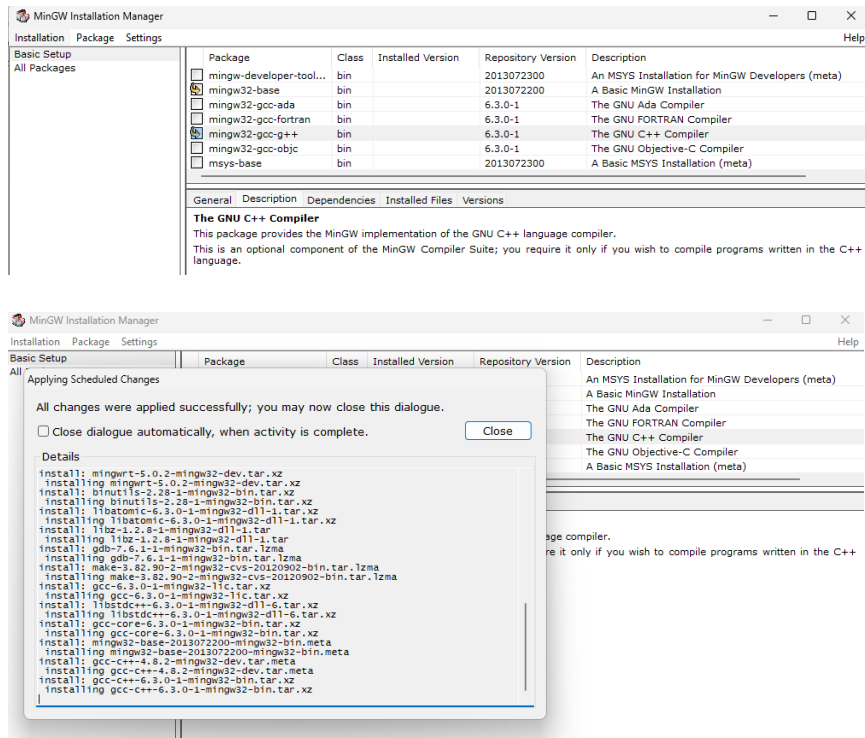 MinGW Installation Manager
Installation Package Settings Help
Basic Setup
All Packages
Package Class Installed Version Repository Version Description
mingw-developer-tool... bin 2013072300 An MSYS Installation for MinGW Developers (meta)
mingw32-base bin 2013072200 A Basic MinGW Installation
mingw32-gcc-ada bin 6.3.0-1 The GNU Ada Compiler
mingw32-gcc-fortran bin 6.3.0-1 The GNU FORTRAN Compiler
mingw32-gcc-g++ bin 6.3.0-1 The GNU C++ Compiler
mingw32-gcc-objc bin 6.3.0-1 The GNU Objective-C Compiler
msys-base bin 2013072300 A Basic MSYS Installation (meta)
General Description Dependencies Installed Files Versions
The GNU C++ Compiler
This package provides the MinGW implementation of the GNU C++ language compiler.
This is an optional component of the MinGW Compiler Suite; you require it only if you wish to compile programs written in the C++
language.
MinGW Installation Manager
Installation Package Settings Help
Basic Setup
All
Package Class Installed Version Repository Version Description
An MSYS Installation for MinGW Developers (meta)
A Basic MinGW Installation
The GNU Ada Compiler
The GNU FORTRAN Compiler
The GNU C++ Compiler
The GNU Objective-C Compiler
A Basic MSYS Installation (meta)
age compiler.
re it only if you wish to compile programs written in the C++
Applying Scheduled Changes
All changes were applied successfully; you may now close this dialogue.
Close dialogue automatically, when activity is complete.
Close
Details
install: mingwrt-5.0.2-mingw32-dev.tar.xz
installing mingwrt-5.0.2-mingw32-dev.tar.xz
install: binutils-2.28-1-mingw32-bin.tar.xz
installing binutils-2.28-1-mingw32-bin.tar.xz
install: libatomic-6.3.0-1-mingw32-dll-1.tar.xz
installing libatomic-6.3.0-1-mingw32-dll-1.tar.xz
install: libz-1.2.8-1-mingw32-dll-1.tar
installing libz-1.2.8-1-mingw32-dll-1.tar
install: gdb-7.6.1-1-mingw32-bin.tar.lzma
installing gdb-7.6.1-1-mingw32-bin.tar.lzma
install: make-3.82.90-2-mingw32-cvs-20120902-bin.tar.lzma
installing make-3.82.90-2-mingw32-cvs-20120902-bin.tar.lzma
install: gcc-6.3.0-1-mingw32-lic.tar.xz
installing gcc-6.3.0-1-mingw32-lic.tar.xz
install: libstdc++-6.3.0-1-mingw32-dll-6.tar.xz
installing libstdc++-6.3.0-1-mingw32-dll-6.tar.xz
install: gcc-core-6.3.0-1-mingw32-bin.tar.xz
installing gcc-core-6.3.0-1-mingw32-bin.tar.xz
install: mingw32-base-2013072200-mingw32-bin.meta
installing mingw32-base-2013072200-mingw32-bin.meta
install: gcc-c++-4.8.2-mingw32-dev.tar.meta
installing gcc-c++-4.8.2-mingw32-dev.tar.meta
install: gcc-c++-6.3.0-1-mingw32-bin.tar.xz
installing gcc-c++-6.3.0-1-mingw32-bin.tar.xz